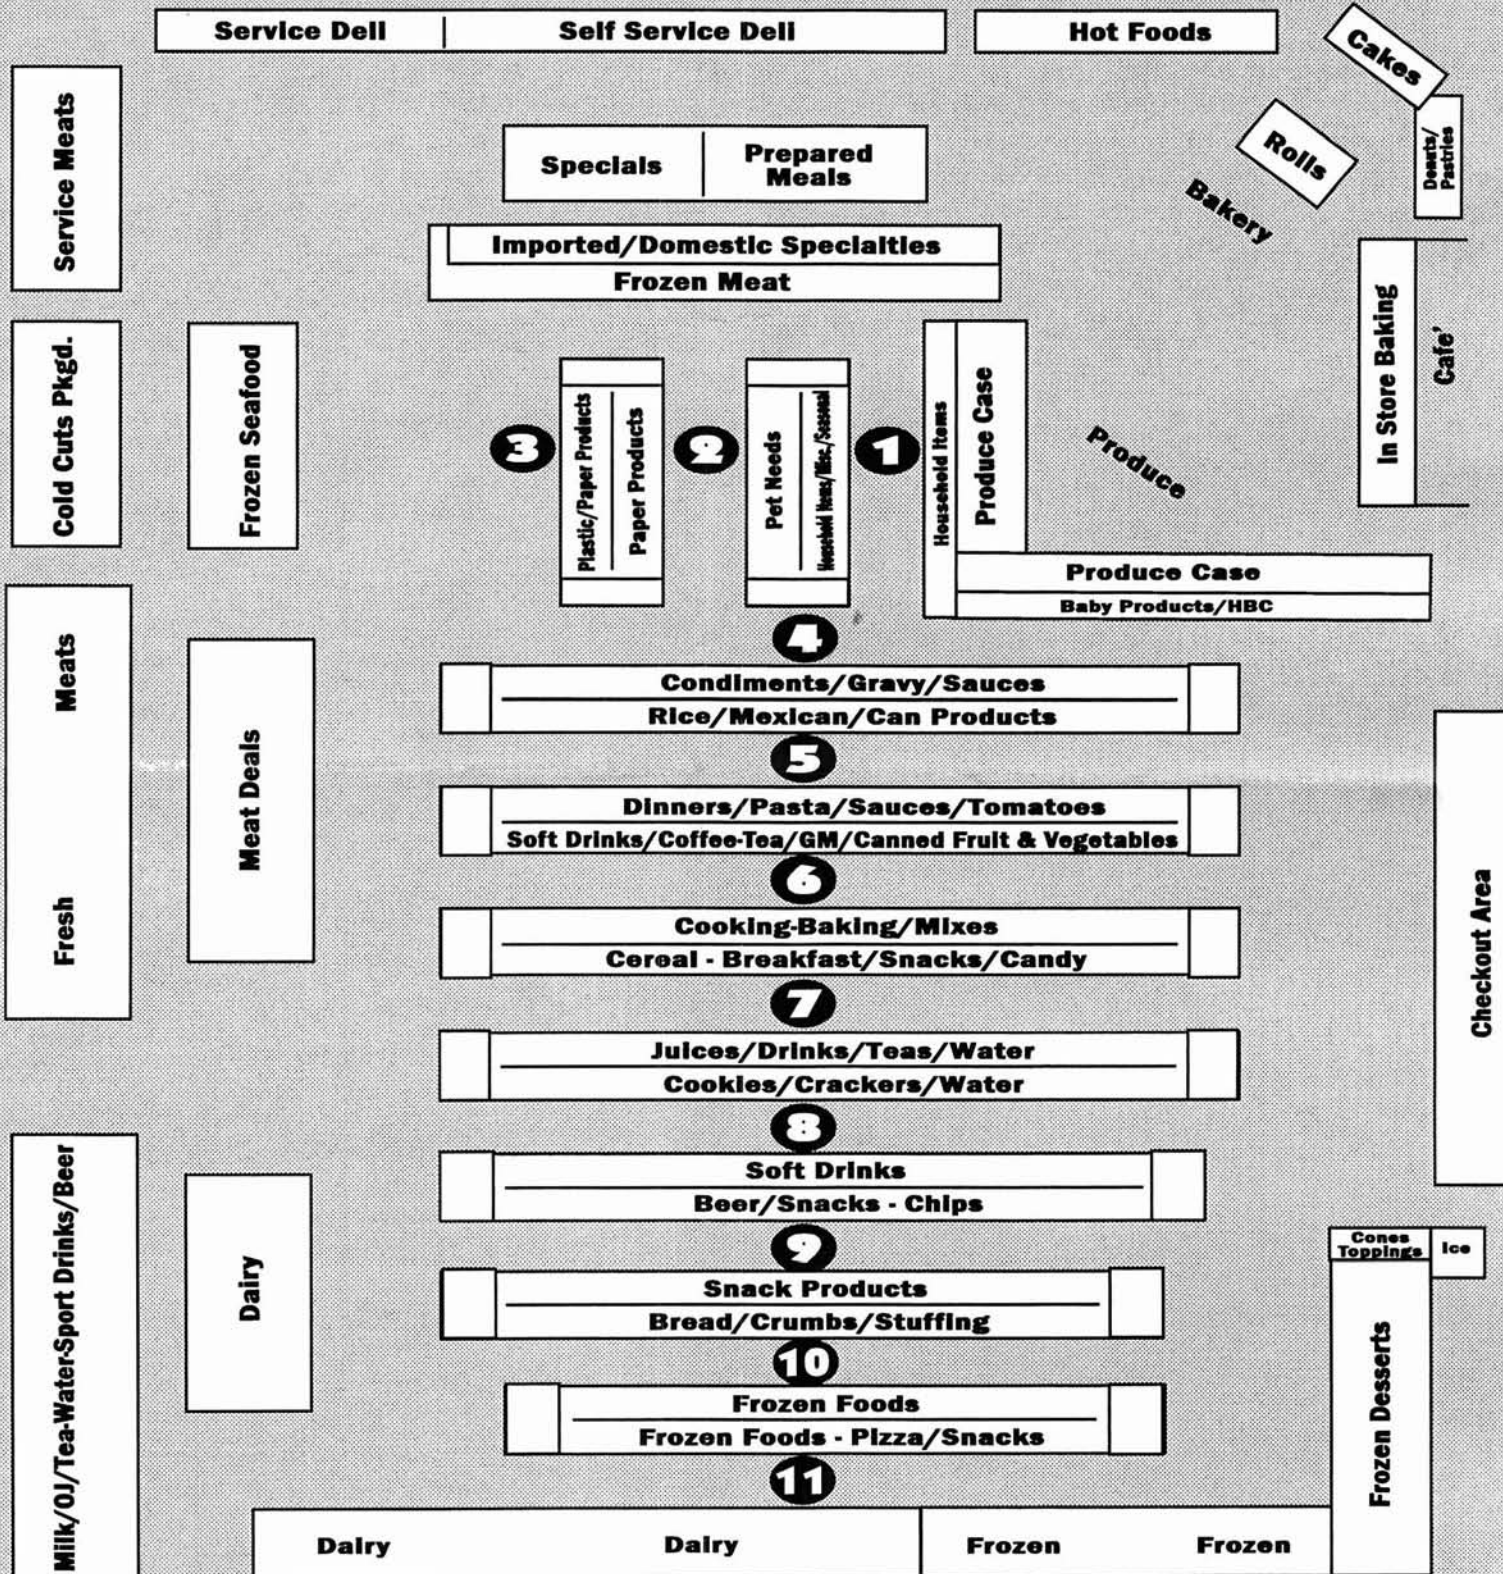 Service Deli
Self Service Deli
Hot Foods
Cakes
Rolls
Donuts/
Pastries
Bakery
Service Meats
Specials
Prepared
Meals
Imported/Domestic Specialties
Frozen Meat
Cold Cuts Pkgd.
Frozen Seafood
3
Plastic/Paper Products
Paper Products
2
Pet Needs
Household Items/Misc./Seasonal
1
Household Items
Produce Case
Produce
In Store Baking
Cafe'
Produce Case
Baby Products/HBC
4
Fresh Meats
Meat Deals
Condiments/Gravy/Sauces
Rice/Mexican/Can Products
5
Dinners/Pasta/Sauces/Tomatoes
Soft Drinks/Coffee-Tea/GM/Canned Fruit & Vegetables
6
Cooking-Baking/Mixes
Cereal - Breakfast/Snacks/Candy
7
Juices/Drinks/Teas/Water
Cookies/Crackers/Water
8
Checkout Area
Milk/OJ/Tea-Water-Sport Drinks/Beer
Dairy
Soft Drinks
Beer/Snacks - Chips
9
Snack Products
Bread/Crumbs/Stuffing
10
Frozen Foods
Frozen Foods - Pizza/Snacks
11
Cones
Toppings
Ice
Frozen Desserts
Dairy
Dairy
Frozen
Frozen